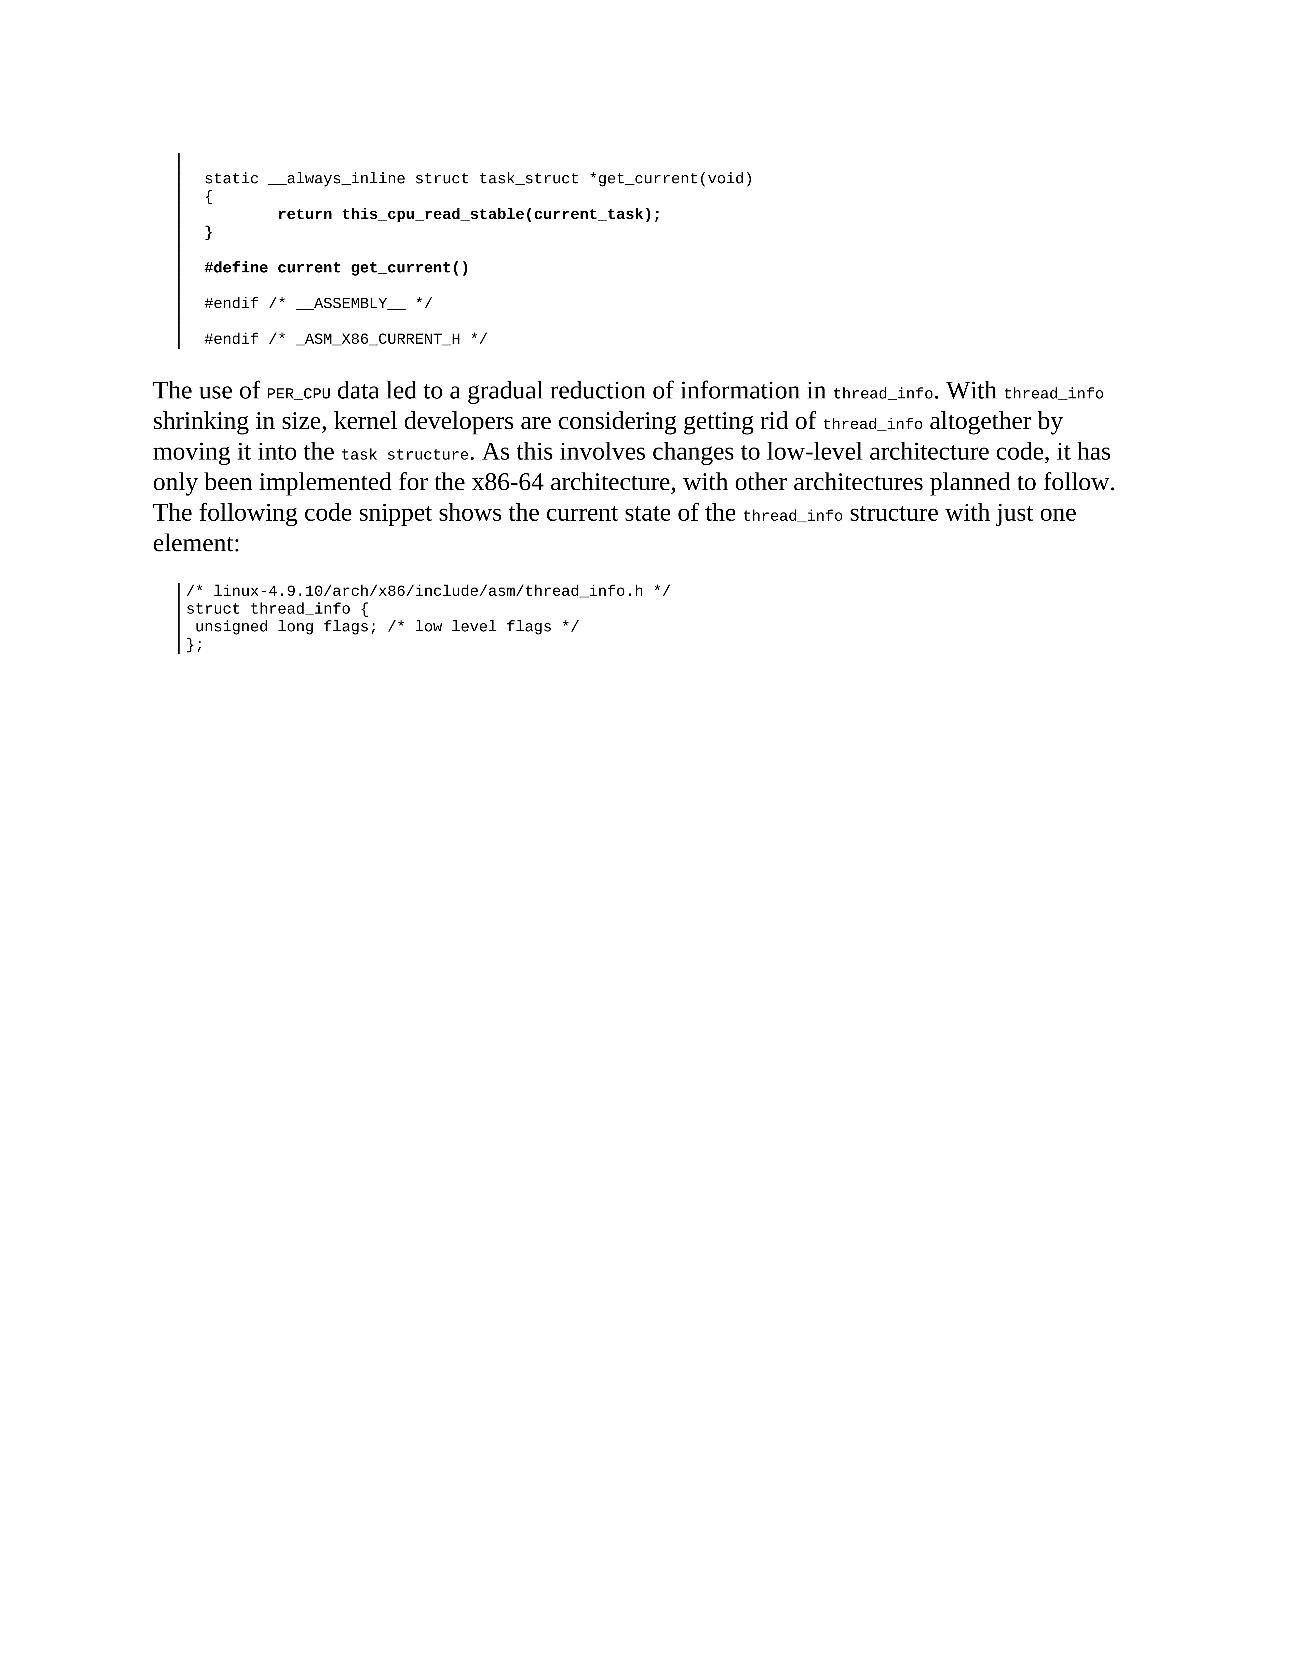 static __always_inline struct task_struct *get_current(void)
{
        return this_cpu_read_stable(current_task);
}
#define current get_current()
#endif /* __ASSEMBLY__ */
#endif /* _ASM_X86_CURRENT_H */
The use of PER_CPU data led to a gradual reduction of information in thread_info. With thread_info
shrinking in size, kernel developers are considering getting rid of thread_info altogether by
moving it into the task structure. As this involves changes to low-level architecture code, it has
only been implemented for the x86-64 architecture, with other architectures planned to follow.
The following code snippet shows the current state of the thread_info structure with just one
element:
/* linux-4.9.10/arch/x86/include/asm/thread_info.h */
struct thread_info {
 unsigned long flags; /* low level flags */
};